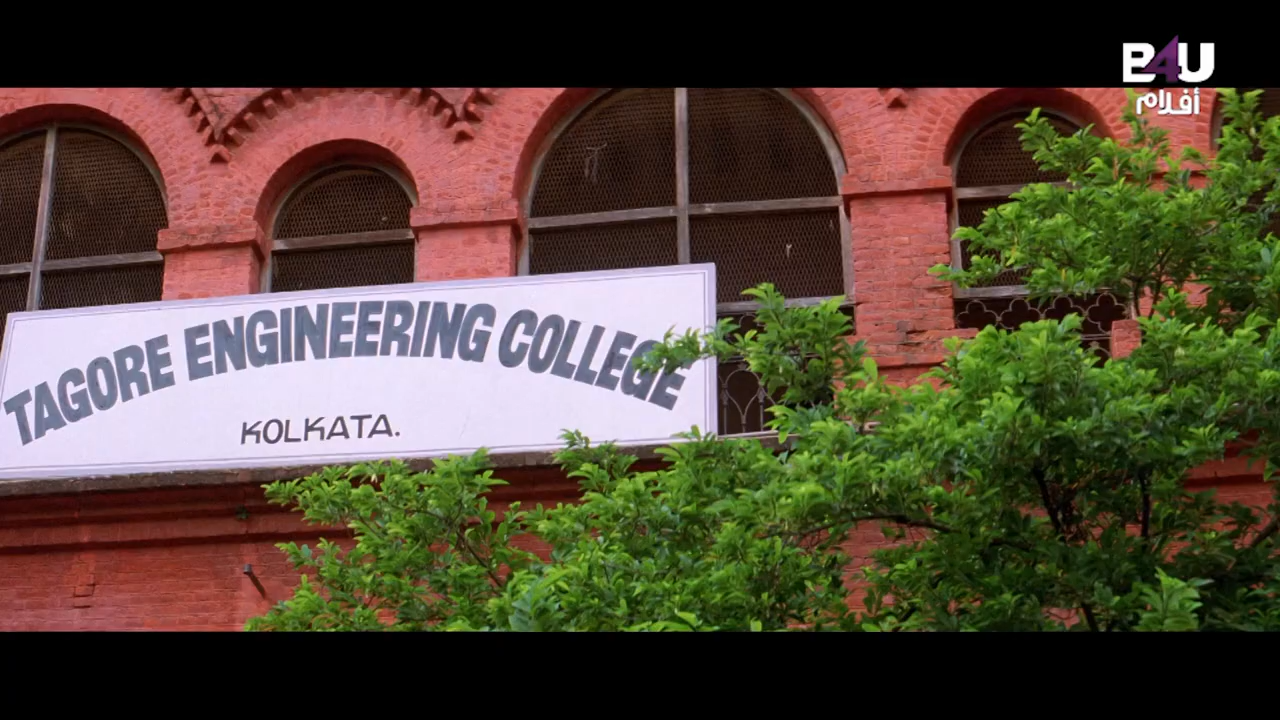 B4U
أفلام
TAGORE ENGINEERING COLLEGE
KOLKATA.